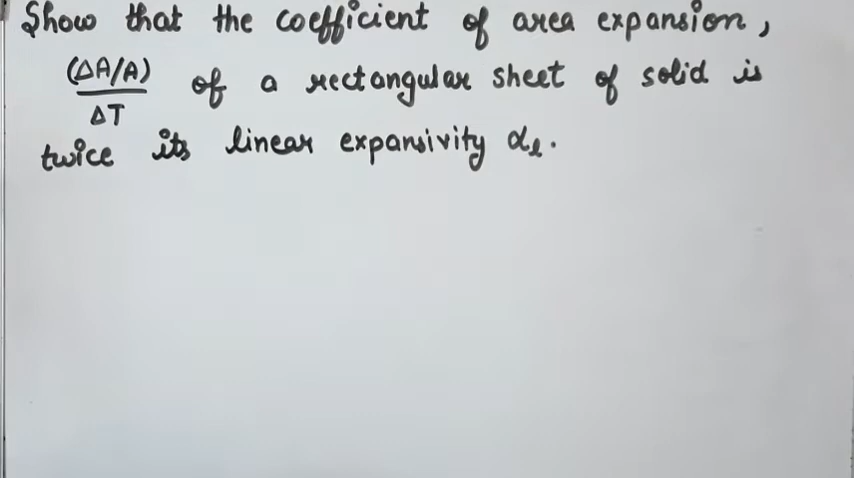 Show that the coefficient of area expansion,
(ΔA/A)
ΔT
of a rectangular sheet of solid is
twice its linear expansivity αl.